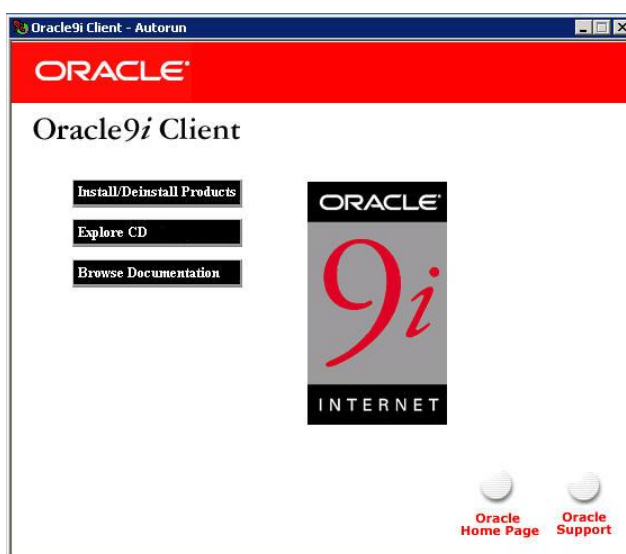 Oracle9i Client - Autorun
ORACLE
Oracle9i Client
Install/Deinstall Products
Explore CD
Browse Documentation
ORACLE
9i
INTERNET
Oracle
Home Page
Oracle
Support